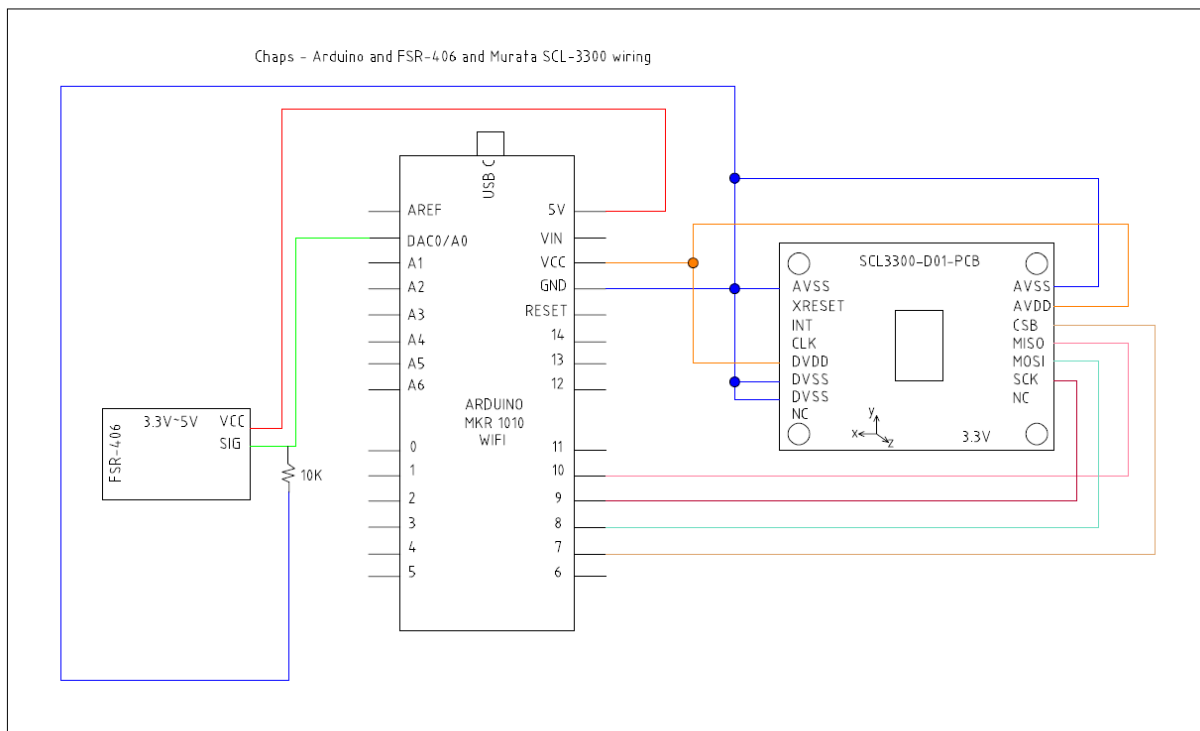 Chaps - Arduino and FSR-406 and Murata SCL-3300 wiring
USB C
AREF
DAC0/A0
A1
A2
A3
A4
A5
A6
0
1
2
3
4
5
5V
VIN
VCC
GND
RESET
14
13
12
11
10
9
8
7
6
ARDUINO
MKR 1010
WIFI
FSR-406
3.3V~5V
VCC
SIG
10K
SCL3300-D01-PCB
AVSS
XRESET
INT
CLK
DVDD
DVSS
DVSS
NC
AVSS
AVDD
CSB
MISO
MOSI
SCK
NC
y
x
z
3.3V